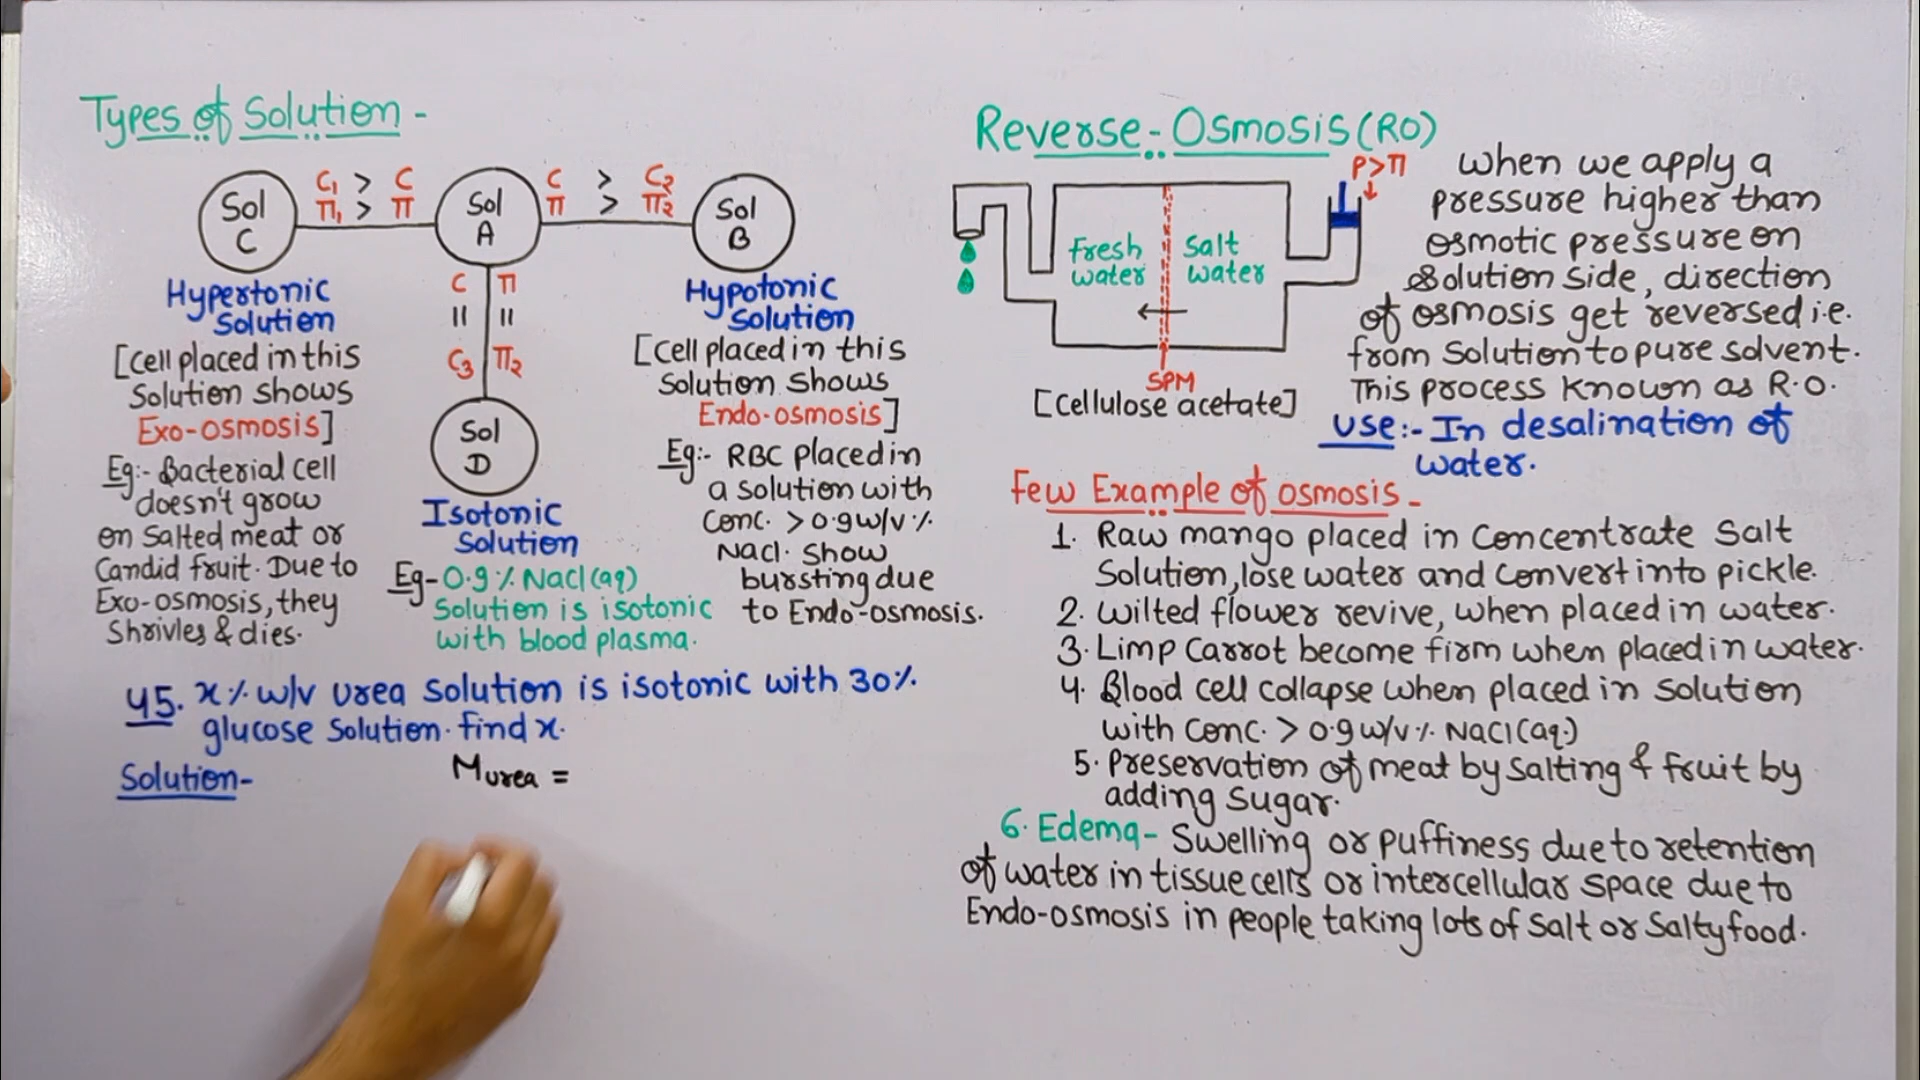 Types of Solution -
Sol C
C₁ > C
π₁ > π
Sol A
C > C₂
π > π₂
Sol B
Hypertonic
Solution
[Cell placed in this
Solution shows
Exo-osmosis]
Eg:- Bacterial cell
doesn't grow
on Salted meat or
Candid fruit. Due to
Exo-osmosis, they
Shrivles & dies.
C π
= =
C₃ π₂
Sol D
Isotonic
Solution
Eg- 0.9% NaCl(aq)
Solution is isotonic
with blood plasma.
Hypotonic
Solution
[Cell placed in this
Solution shows
Endo-osmosis]
Eg:- RBC placed in
a solution with
Conc. > 0.9 w/v %
Nacl. Show
bursting due
to Endo-osmosis.
45. x% w/v urea solution is isotonic with 30%
glucose solution. find x.
Solution-
M urea =
Reverse-Osmosis (RO)
P>π
Fresh water
Salt water
SPM
[Cellulose acetate]
when we apply a
pressure higher than
osmotic pressure on
solution side, direction
of osmosis get reversed i.e.
from solution to pure solvent.
This process known as R.O.
use:- In desalination of
water.
Few Example of osmosis -
1. Raw mango placed in concentrate salt
Solution, lose water and convert into pickle.
2. wilted flower revive, when placed in water.
3. Limp Carrot become firm when placed in water.
4. Blood cell collapse when placed in solution
with conc. > 0.9 w/v % NaCl (aq.)
5. Preservation of meat by salting & fruit by
adding sugar.
6. Edema- Swelling or puffiness due to retention
of water in tissue cells or intercellular space due to
Endo-osmosis in people taking lots of salt or salty food.